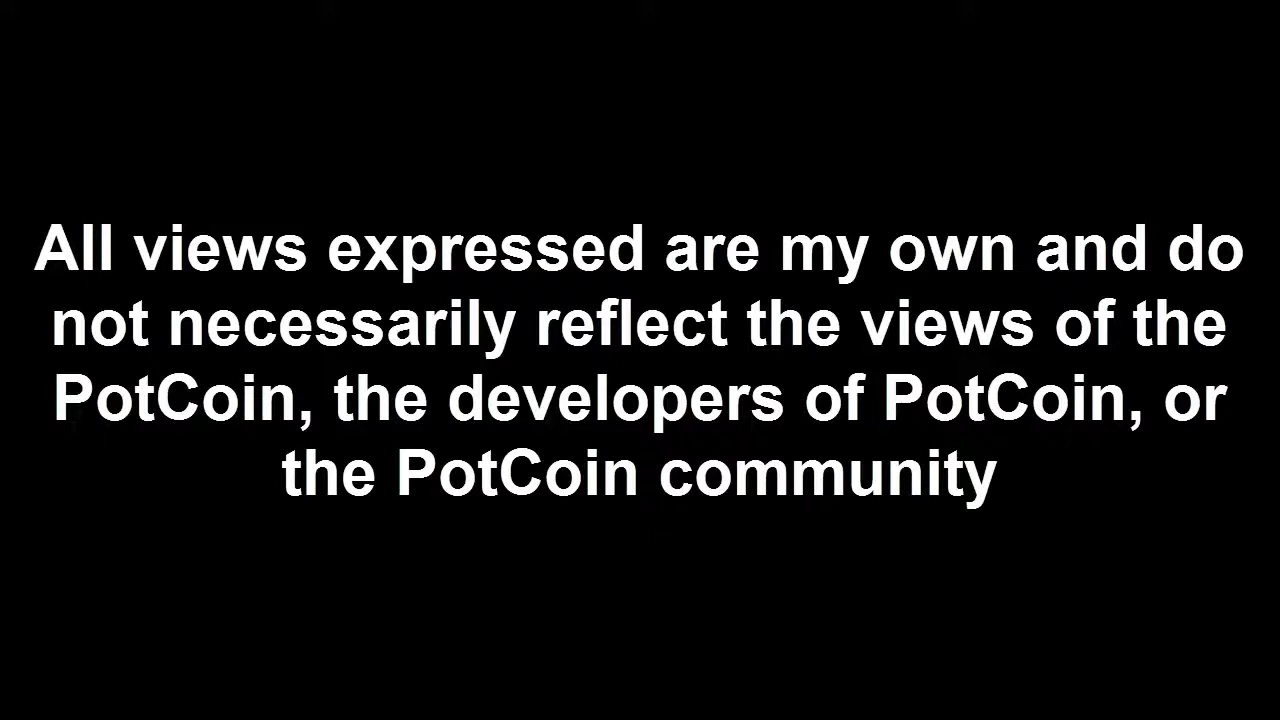 All views expressed are my own and do
not necessarily reflect the views of the
PotCoin, the developers of PotCoin, or
the PotCoin community